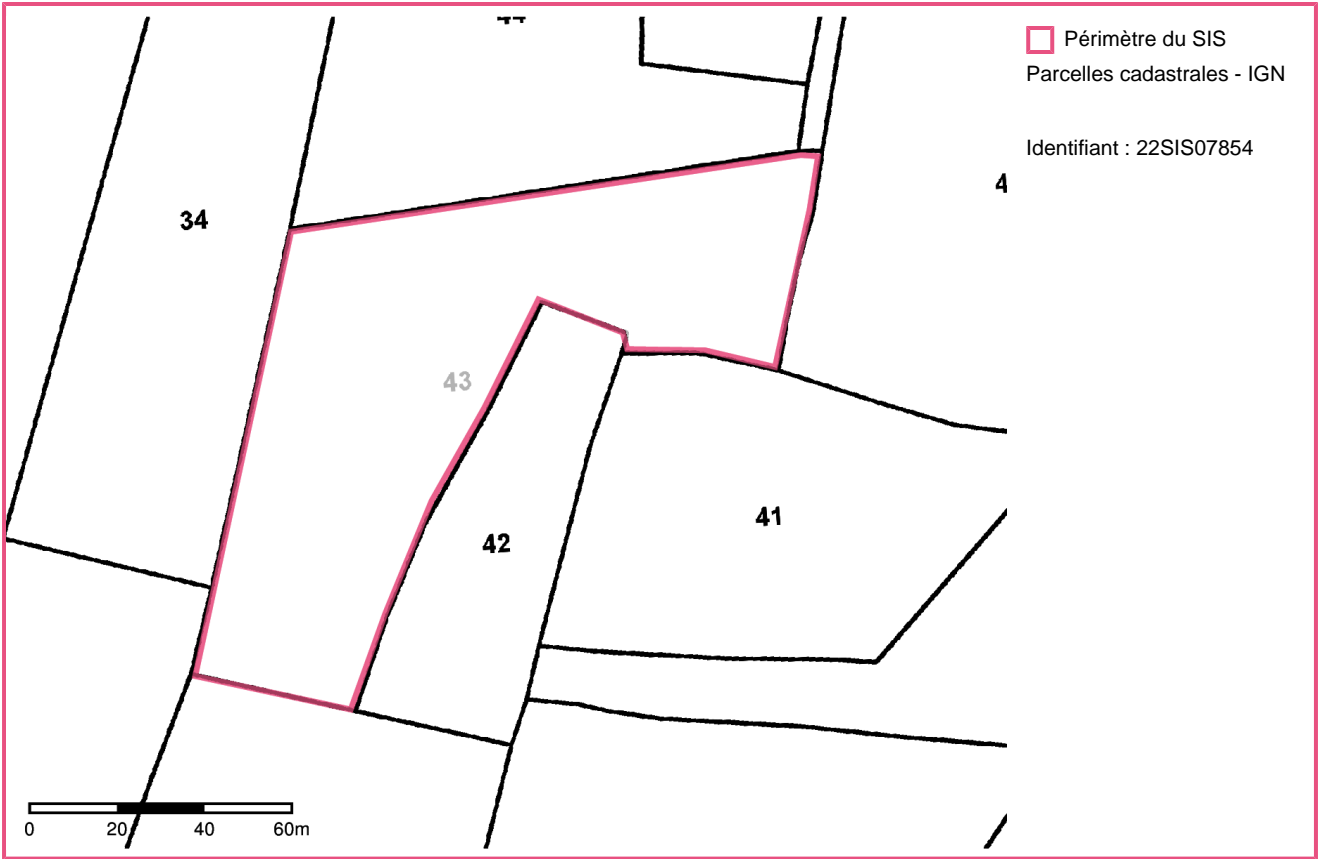 Périmètre du SIS
Parcelles cadastrales - IGN
Identifiant : 22SIS07854
34
43
42
41
0 20 40 60m